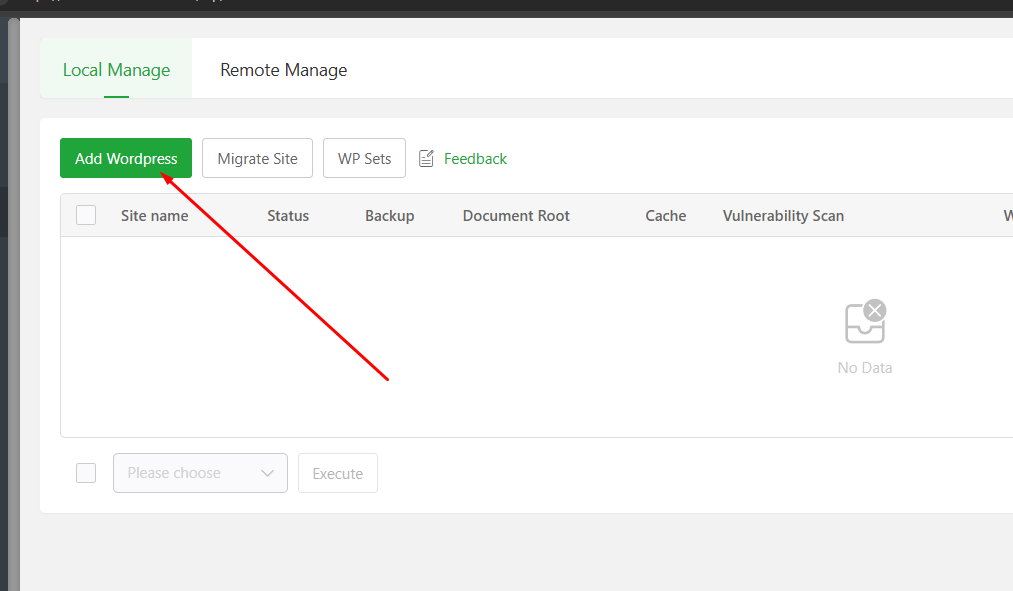 Local Manage
Remote Manage
Add Wordpress
Migrate Site
WP Sets
Feedback
Site name
Status
Backup
Document Root
Cache
Vulnerability Scan
No Data
Please choose
Execute